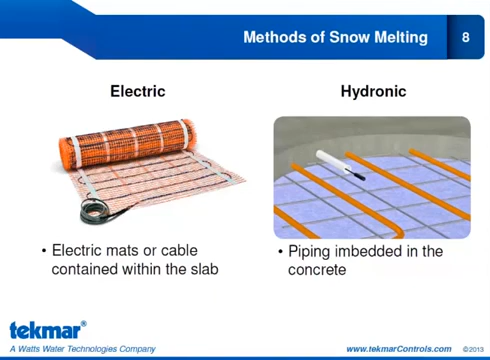 Methods of Snow Melting
8
Electric
Hydronic
• Electric mats or cable
contained within the slab
• Piping imbedded in the
concrete
tekmar®
A Watts Water Technologies Company
www.tekmarControls.com
©2013